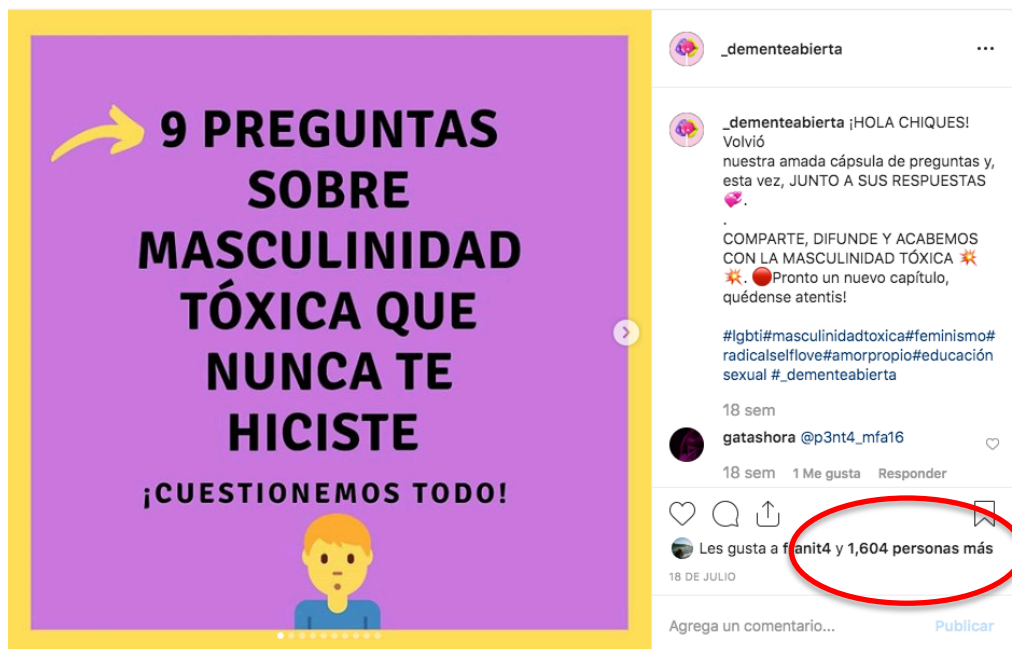 9 PREGUNTAS
SOBRE
MASCULINIDAD
TÓXICA QUE
NUNCA TE
HICISTE
¡CUESTIONEMOS TODO!
_dementeabierta
_dementeabierta ¡HOLA CHIQUES!
Volvió
nuestra amada cápsula de preguntas y,
esta vez, JUNTO A SUS RESPUESTAS
💞.
.
COMPARTE, DIFUNDE Y ACABEMOS
CON LA MASCULINIDAD TÓXICA 💥
💥. 🔴Pronto un nuevo capítulo,
quédense atentis!
#lgbti#masculinidadtoxica#feminismo#
radicalselflove#amorpropio#educación
sexual #_dementeabierta
18 sem
gatashora @p3nt4_mfa16
18 sem 1 Me gusta Responder
Les gusta a franit4 y 1,604 personas más
18 DE JULIO
Agrega un comentario... Publicar